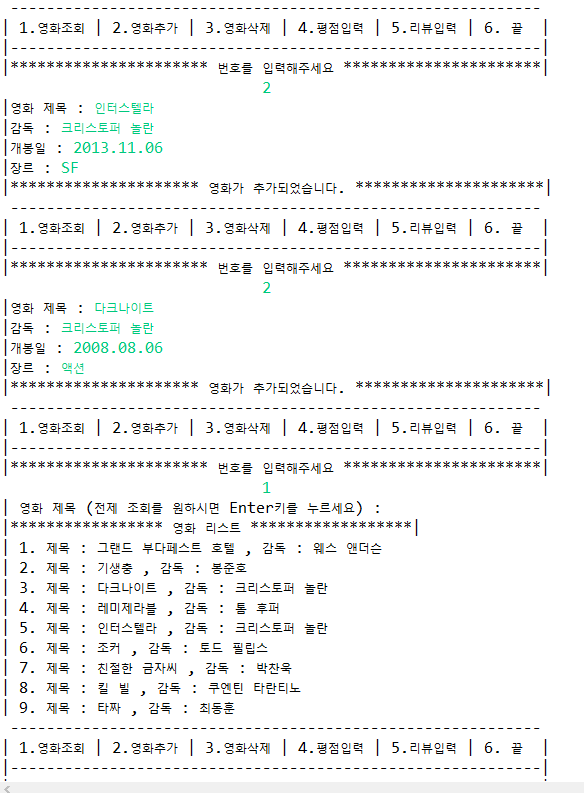 -----------------------------------------------------------
| 1.영화조회 | 2.영화추가 | 3.영화삭제 | 4.평점입력 | 5.리뷰입력 | 6. 끝 |
|-----------------------------------------------------------|
|********************** 번호를 입력해주세요 **********************|
2
|영화 제목 : 인터스텔라
|감독 : 크리스토퍼 놀란
|개봉일 : 2013.11.06
|장르 : SF
|********************* 영화가 추가되었습니다. *********************|
-----------------------------------------------------------
| 1.영화조회 | 2.영화추가 | 3.영화삭제 | 4.평점입력 | 5.리뷰입력 | 6. 끝 |
|-----------------------------------------------------------|
|********************** 번호를 입력해주세요 **********************|
2
|영화 제목 : 다크나이트
|감독 : 크리스토퍼 놀란
|개봉일 : 2008.08.06
|장르 : 액션
|********************* 영화가 추가되었습니다. *********************|
-----------------------------------------------------------
| 1.영화조회 | 2.영화추가 | 3.영화삭제 | 4.평점입력 | 5.리뷰입력 | 6. 끝 |
|-----------------------------------------------------------|
|********************** 번호를 입력해주세요 **********************|
1
| 영화 제목 (전체 조회를 원하시면 Enter키를 누르세요) :
|***************** 영화 리스트 ******************|
| 1. 제목 : 그랜드 부다페스트 호텔 , 감독 : 웨스 앤더슨
| 2. 제목 : 기생충 , 감독 : 봉준호
| 3. 제목 : 다크나이트 , 감독 : 크리스토퍼 놀란
| 4. 제목 : 레미제라블 , 감독 : 톰 후퍼
| 5. 제목 : 인터스텔라 , 감독 : 크리스토퍼 놀란
| 6. 제목 : 조커 , 감독 : 토드 필립스
| 7. 제목 : 친절한 금자씨 , 감독 : 박찬욱
| 8. 제목 : 킬 빌 , 감독 : 쿠엔틴 타란티노
| 9. 제목 : 타짜 , 감독 : 최동훈
-----------------------------------------------------------
| 1.영화조회 | 2.영화추가 | 3.영화삭제 | 4.평점입력 | 5.리뷰입력 | 6. 끝 |
|-----------------------------------------------------------|